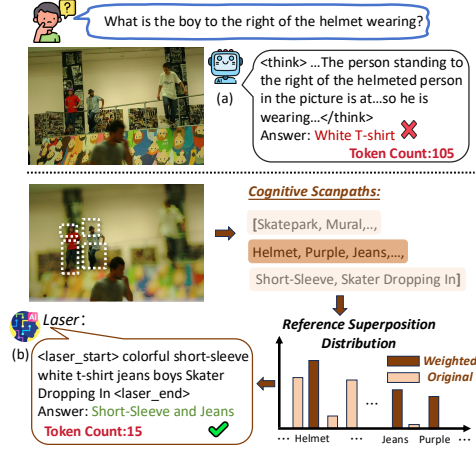 ?
What is the boy to the right of the helmet wearing?
(a)
<think> ...The person standing to
the right of the helmeted person
in the picture is at...so he is
wearing...</think>
Answer: White T-shirt
Token Count:105
Cognitive Scanpaths:
[Skatepark, Mural,..,
Helmet, Purple, Jeans,...,
Short-Sleeve, Skater Dropping In]
AI
Laser:
(b)
<laser_start> colorful short-sleeve
white t-shirt jeans boys Skater
Dropping In <laser_end>
Answer: Short-Sleeve and Jeans
Token Count:15
Reference Superposition
Distribution
Weighted
Original
...
... Helmet ... Jeans Purple ...